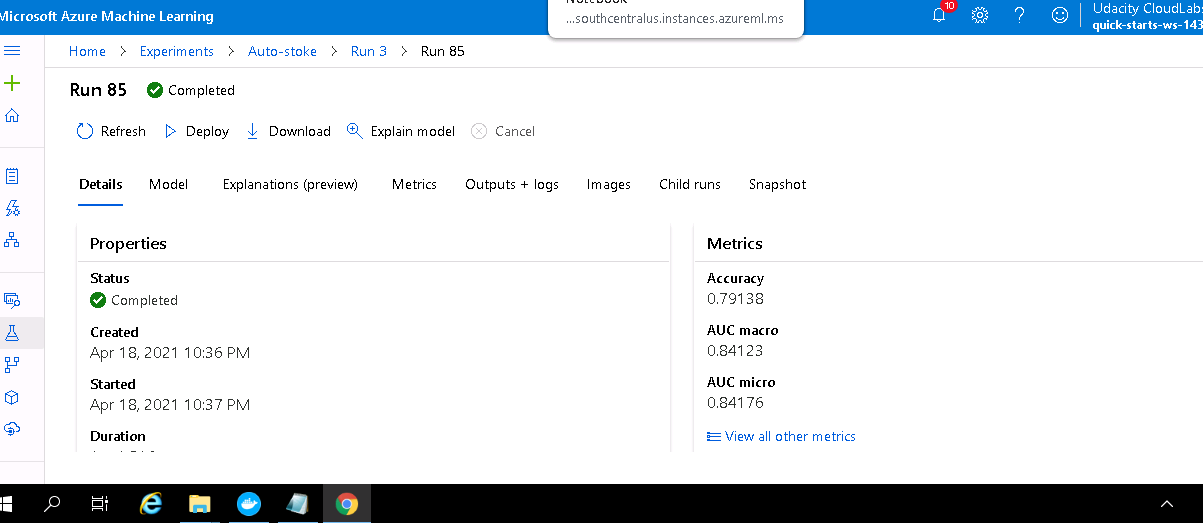 Microsoft Azure Machine Learning
Notebook
...southcentralus.instances.azureml.ms
10
Udacity CloudLabs
quick-starts-ws-143
Home > Experiments > Auto-stoke > Run 3 > Run 85
Run 85 Completed
Refresh Deploy Download Explain model Cancel
Details Model Explanations (preview) Metrics Outputs + logs Images Child runs Snapshot
Properties
Status
Completed
Created
Apr 18, 2021 10:36 PM
Started
Apr 18, 2021 10:37 PM
Duration
Metrics
Accuracy
0.79138
AUC macro
0.84123
AUC micro
0.84176
View all other metrics